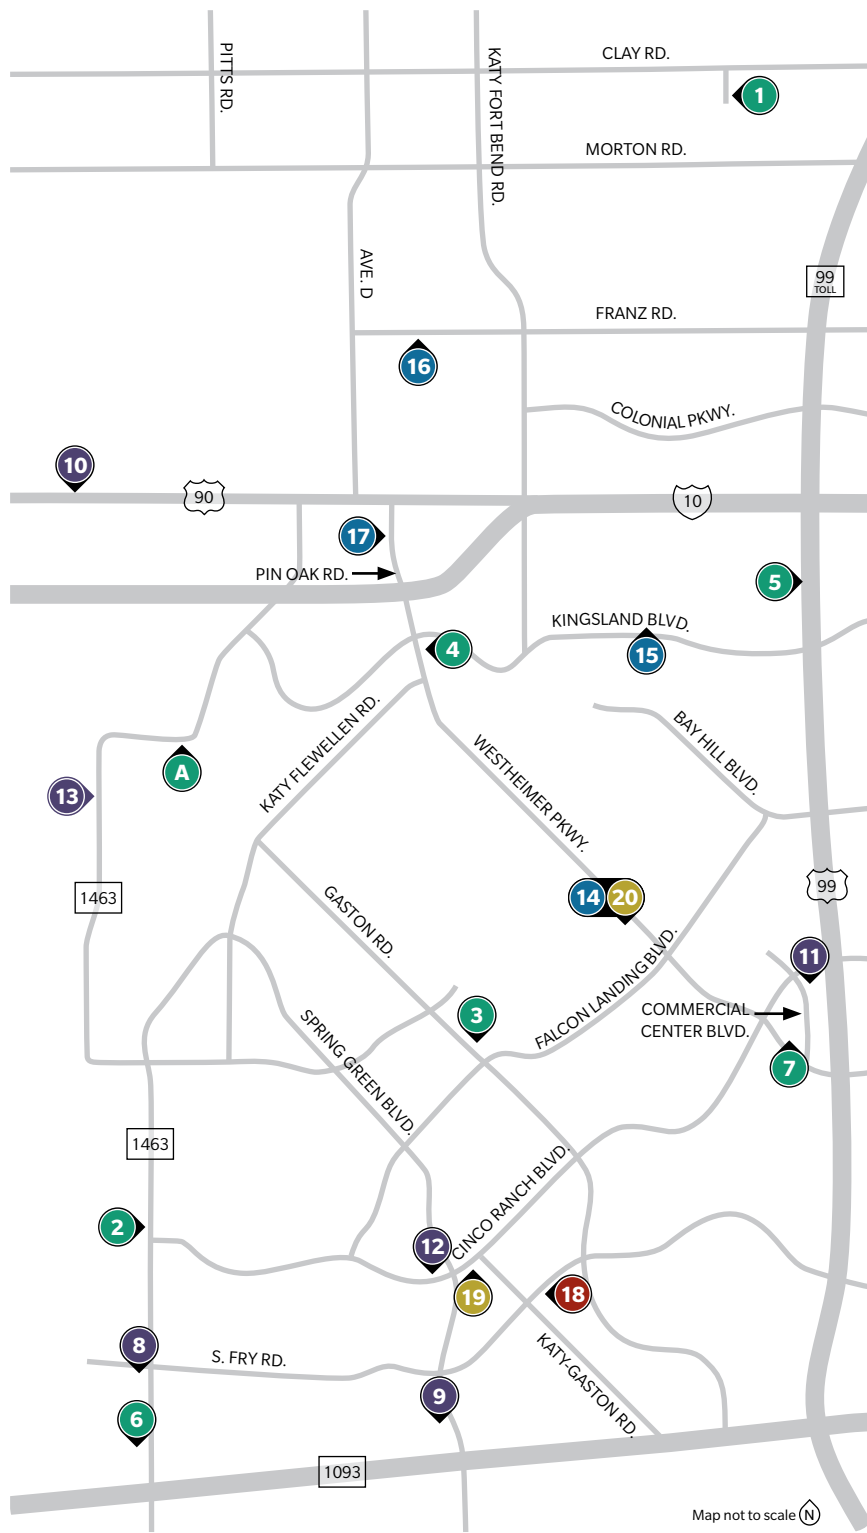 CLAY RD.
PITTS RD.
KATY FORT BEND RD.
1
MORTON RD.
AVE. D
99
TOLL
FRANZ RD.
16
COLONIAL PKWY.
10
90
10
17
PIN OAK RD.
5
KINGSLAND BLVD.
4
15
KATY FLEWELLEN RD.
BAY HILL BLVD.
WESTHEIMER PKWY.
A
13
1463
GASTON RD.
14
20
99
FALCON LANDING BLVD.
11
COMMERCIAL
CENTER BLVD.
3
SPRING GREEN BLVD.
7
1463
CINCO RANCH BLVD.
2
12
19
18
8
S. FRY RD.
KATY-GASTON RD.
9
6
1093
Map not to scale N